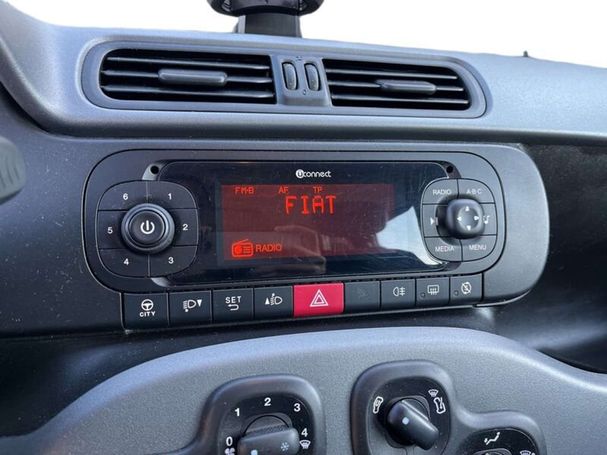 uconnect
FM-B AF TP
FIAT
RADIO
6 1
5 2
4 3
RADIO A-B-C
MEDIA MENU
CITY
SET
0 1 2 3 4